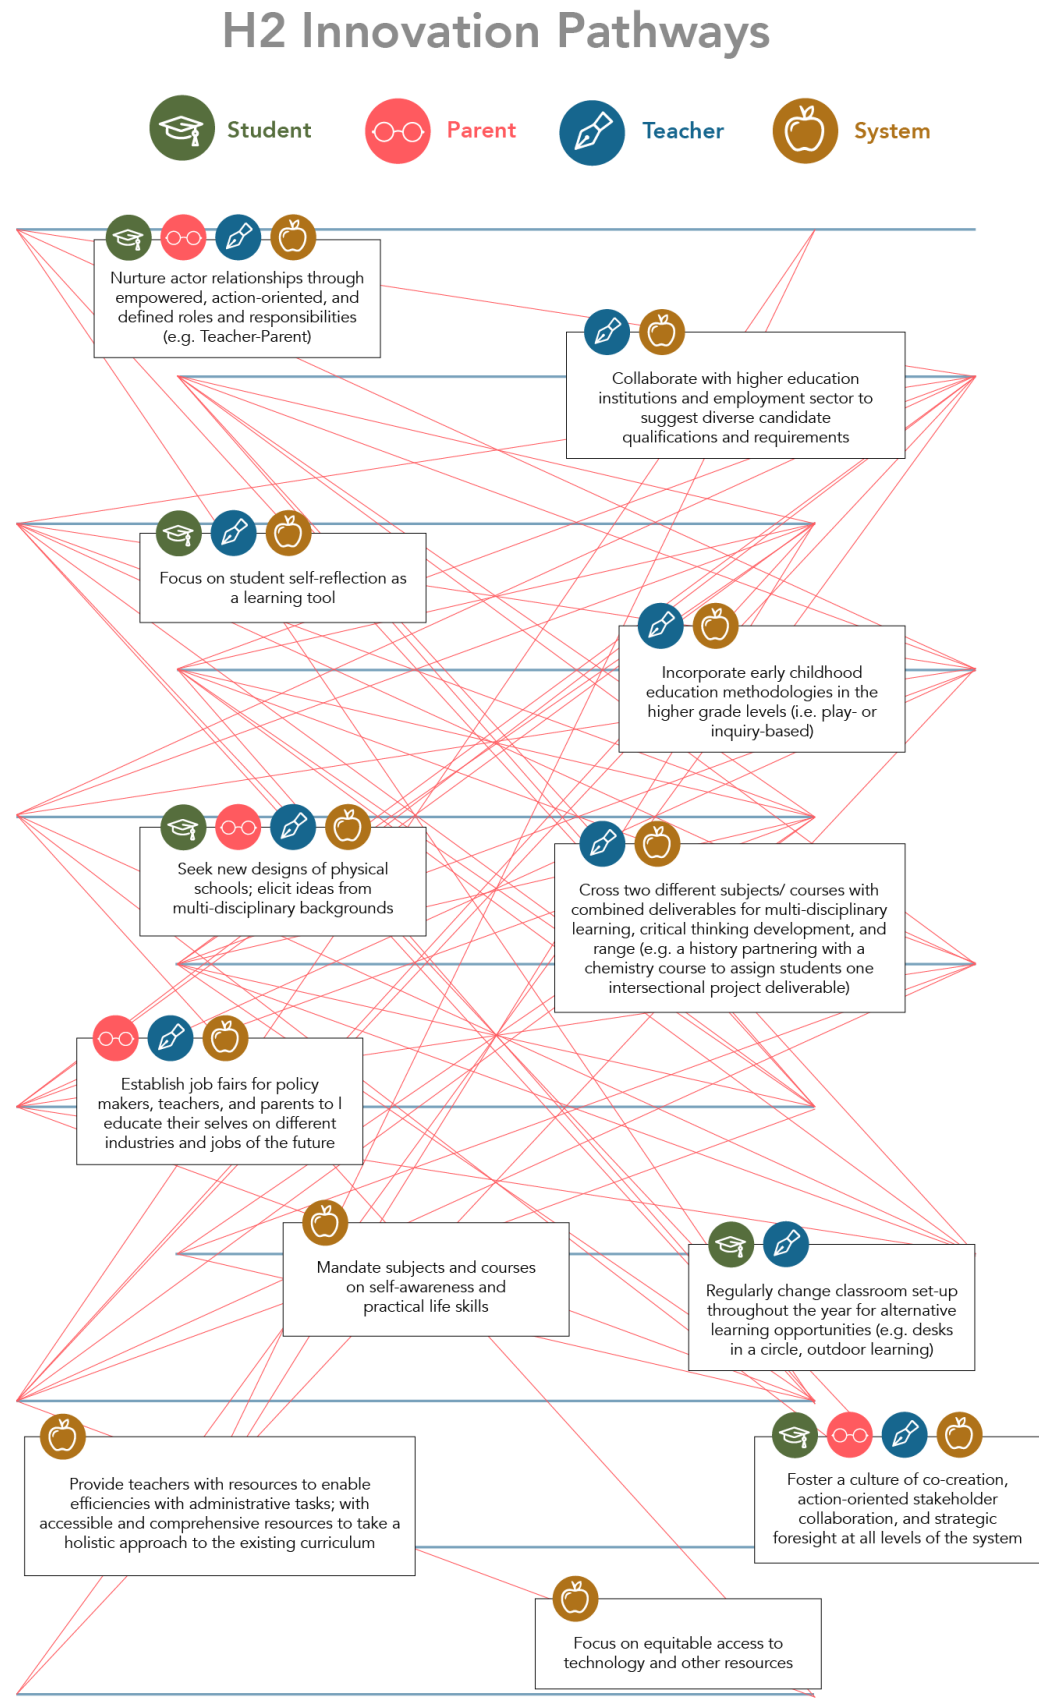 H2 Innovation Pathways
Student
Parent
Teacher
System
Nurture actor relationships through
empowered, action-oriented, and
defined roles and responsibilities
(e.g. Teacher-Parent)
Collaborate with higher education
institutions and employment sector to
suggest diverse candidate
qualifications and requirements
Focus on student self-reflection as
a learning tool
Incorporate early childhood
education methodologies in the
higher grade levels (i.e. play- or
inquiry-based)
Seek new designs of physical
schools; elicit ideas from
multi-disciplinary backgrounds
Cross two different subjects/ courses with
combined deliverables for multi-disciplinary
learning, critical thinking development, and
range (e.g. a history partnering with a
chemistry course to assign students one
intersectional project deliverable)
Establish job fairs for policy
makers, teachers, and parents to l
educate their selves on different
industries and jobs of the future
Mandate subjects and courses
on self-awareness and
practical life skills
Regularly change classroom set-up
throughout the year for alternative
learning opportunities (e.g. desks
in a circle, outdoor learning)
Provide teachers with resources to enable
efficiencies with administrative tasks; with
accessible and comprehensive resources to take a
holistic approach to the existing curriculum
Foster a culture of co-creation,
action-oriented stakeholder
collaboration, and strategic
foresight at all levels of the system
Focus on equitable access to
technology and other resources